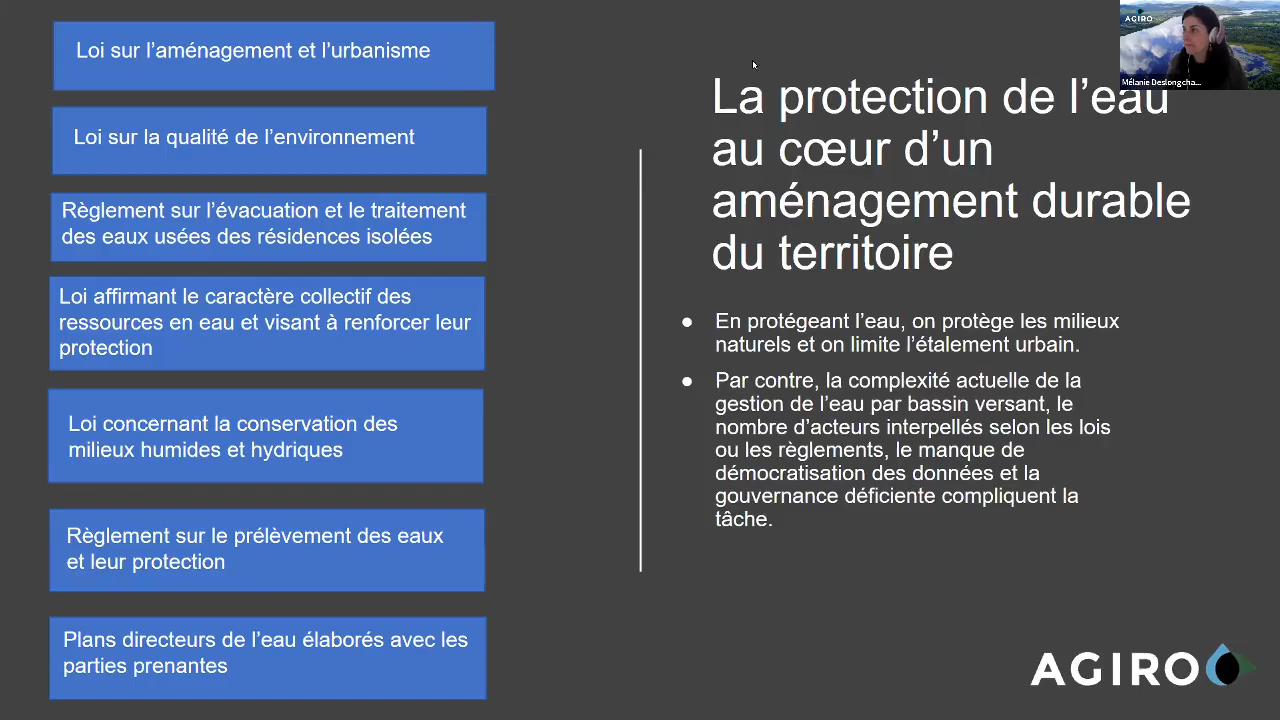 Loi sur l’aménagement et l’urbanisme
Loi sur la qualité de l’environnement
Règlement sur l’évacuation et le traitement
des eaux usées des résidences isolées
Loi affirmant le caractère collectif des
ressources en eau et visant à renforcer leur
protection
Loi concernant la conservation des
milieux humides et hydriques
Règlement sur le prélèvement des eaux
et leur protection
Plans directeurs de l’eau élaborés avec les
parties prenantes
La protection de l’eau
au cœur d’un
aménagement durable
du territoire
● En protégeant l’eau, on protège les milieux
naturels et on limite l’étalement urbain.
● Par contre, la complexité actuelle de la
gestion de l’eau par bassin versant, le
nombre d’acteurs interpellés selon les lois
ou les règlements, le manque de
démocratisation des données et la
gouvernance déficiente compliquent la
tâche.
AGIRO
Mélanie Deslongcha...
AGIRO